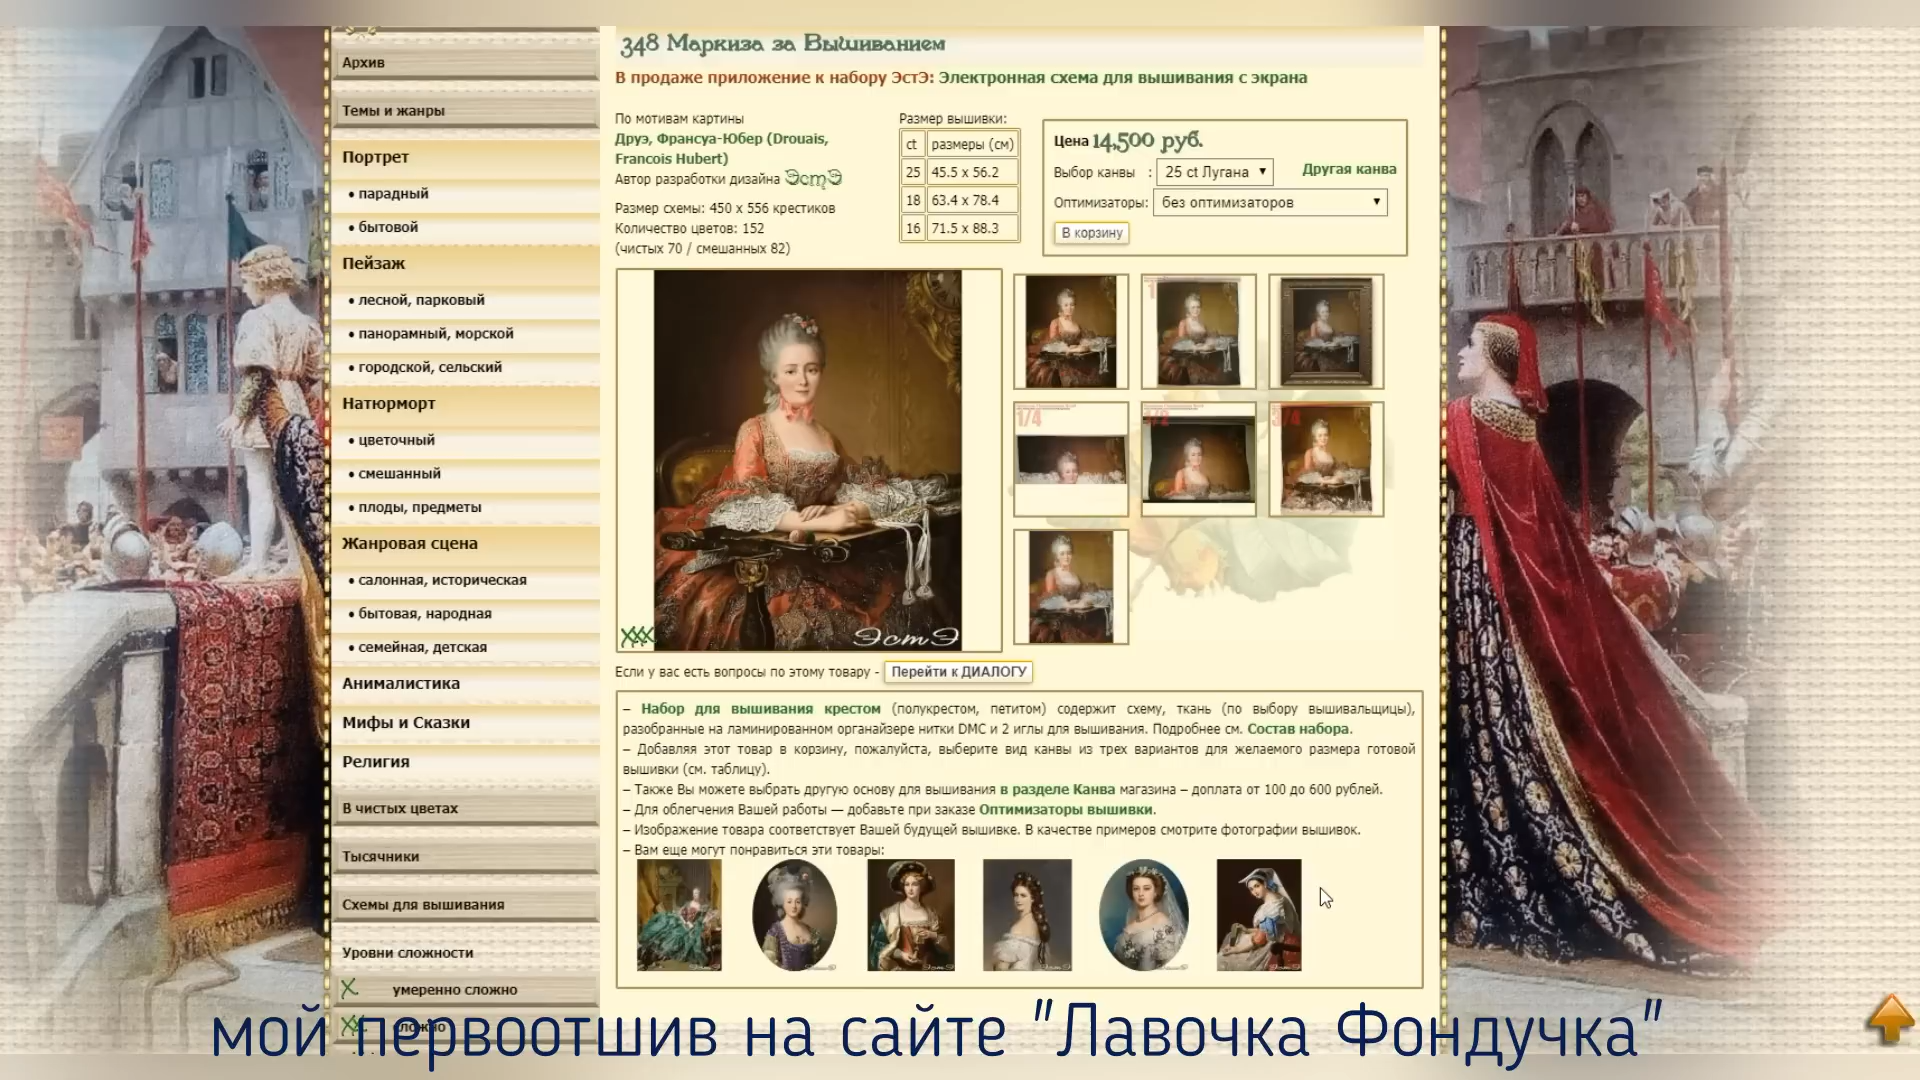 Архив
Темы и жанры
Портрет
• парадный
• бытовой
Пейзаж
• лесной, парковый
• панорамный, морской
• городской, сельский
Натюрморт
• цветочный
• смешанный
• плоды, предметы
Жанровая сцена
• салонная, историческая
• бытовая, народная
• семейная, детская
Анималистика
Мифы и Сказки
Религия
В чистых цветах
Тысячники
Схемы для вышивания
Уровни сложности
умеренно сложно
сложно
348 Маркиза за Вышиванием
В продаже приложение к набору ЭстЭ: Электронная схема для вышивания с экрана
По мотивам картины
Друэ, Франсуа-Юбер (Drouais,
Francois Hubert)
Автор разработки дизайна ЭстЭ
Размер схемы: 450 x 556 крестиков
Количество цветов: 152
(чистых 70 / смешанных 82)
Размер вышивки:
ct размеры (см)
25 45.5 x 56.2
18 63.4 x 78.4
16 71.5 x 88.3
Цена 14,500 руб.
Выбор канвы : 25 ct Лугана Другая канва
Оптимизаторы: без оптимизаторов
В корзину
ЭстЭ
1/4
1/2
3/4
Если у вас есть вопросы по этому товару - Перейти к ДИАЛОГУ
– Набор для вышивания крестом (полукрестом, петитом) содержит схему, ткань (по выбору вышивальщицы),
разобранные на ламинированном органайзере нитки DMC и 2 иглы для вышивания. Подробнее см. Состав набора.
– Добавляя этот товар в корзину, пожалуйста, выберите вид канвы из трех вариантов для желаемого размера готовой
вышивки (см. таблицу).
– Также Вы можете выбрать другую основу для вышивания в разделе Канва магазина – доплата от 100 до 600 рублей.
– Для облегчения Вашей работы — добавьте при заказе Оптимизаторы вышивки.
– Изображение товара соответствует Вашей будущей вышивке. В качестве примеров смотрите фотографии вышивок.
– Вам еще могут понравиться эти товары:
мой первоотшив на сайте "Лавочка Фондучка"